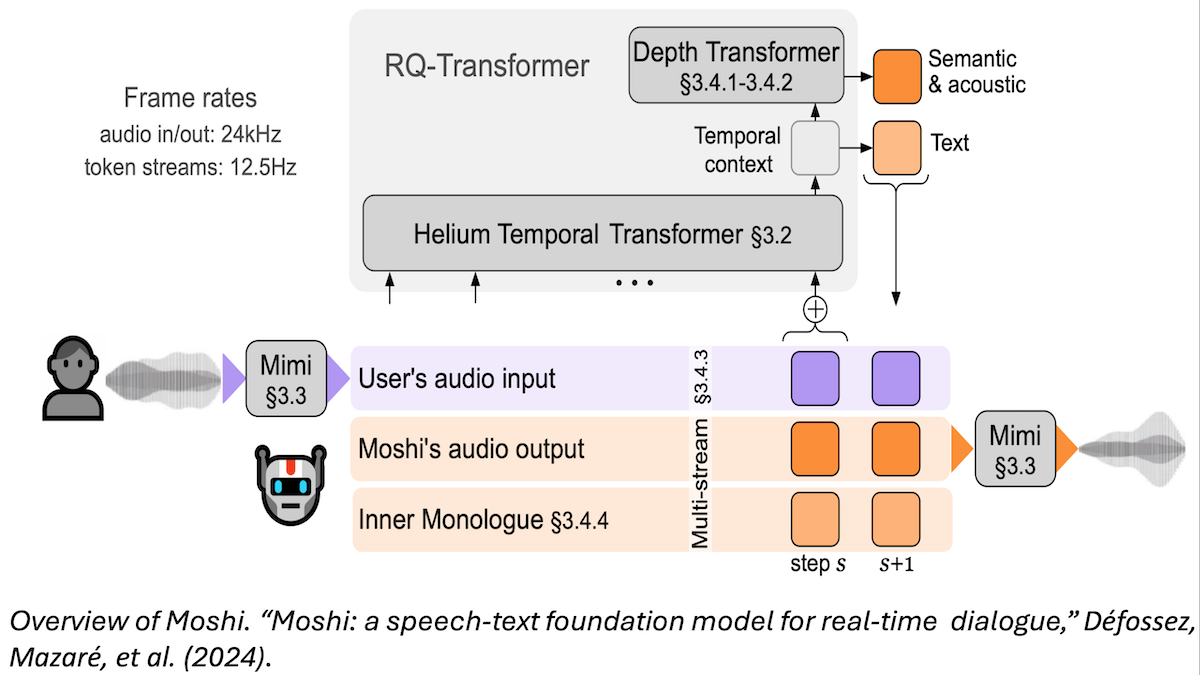 RQ-Transformer
Depth Transformer
§3.4.1-3.4.2
Semantic
& acoustic
Frame rates
audio in/out: 24kHz
token streams: 12.5Hz
Temporal
context
Text
Helium Temporal Transformer §3.2
...
+
Mimi
§3.3
User's audio input
Moshi's audio output
Inner Monologue §3.4.4
Multi-stream §3.4.3
Mimi
§3.3
step s
s+1
Overview of Moshi. “Moshi: a speech-text foundation model for real-time dialogue,” Défossez,
Mazaré, et al. (2024).